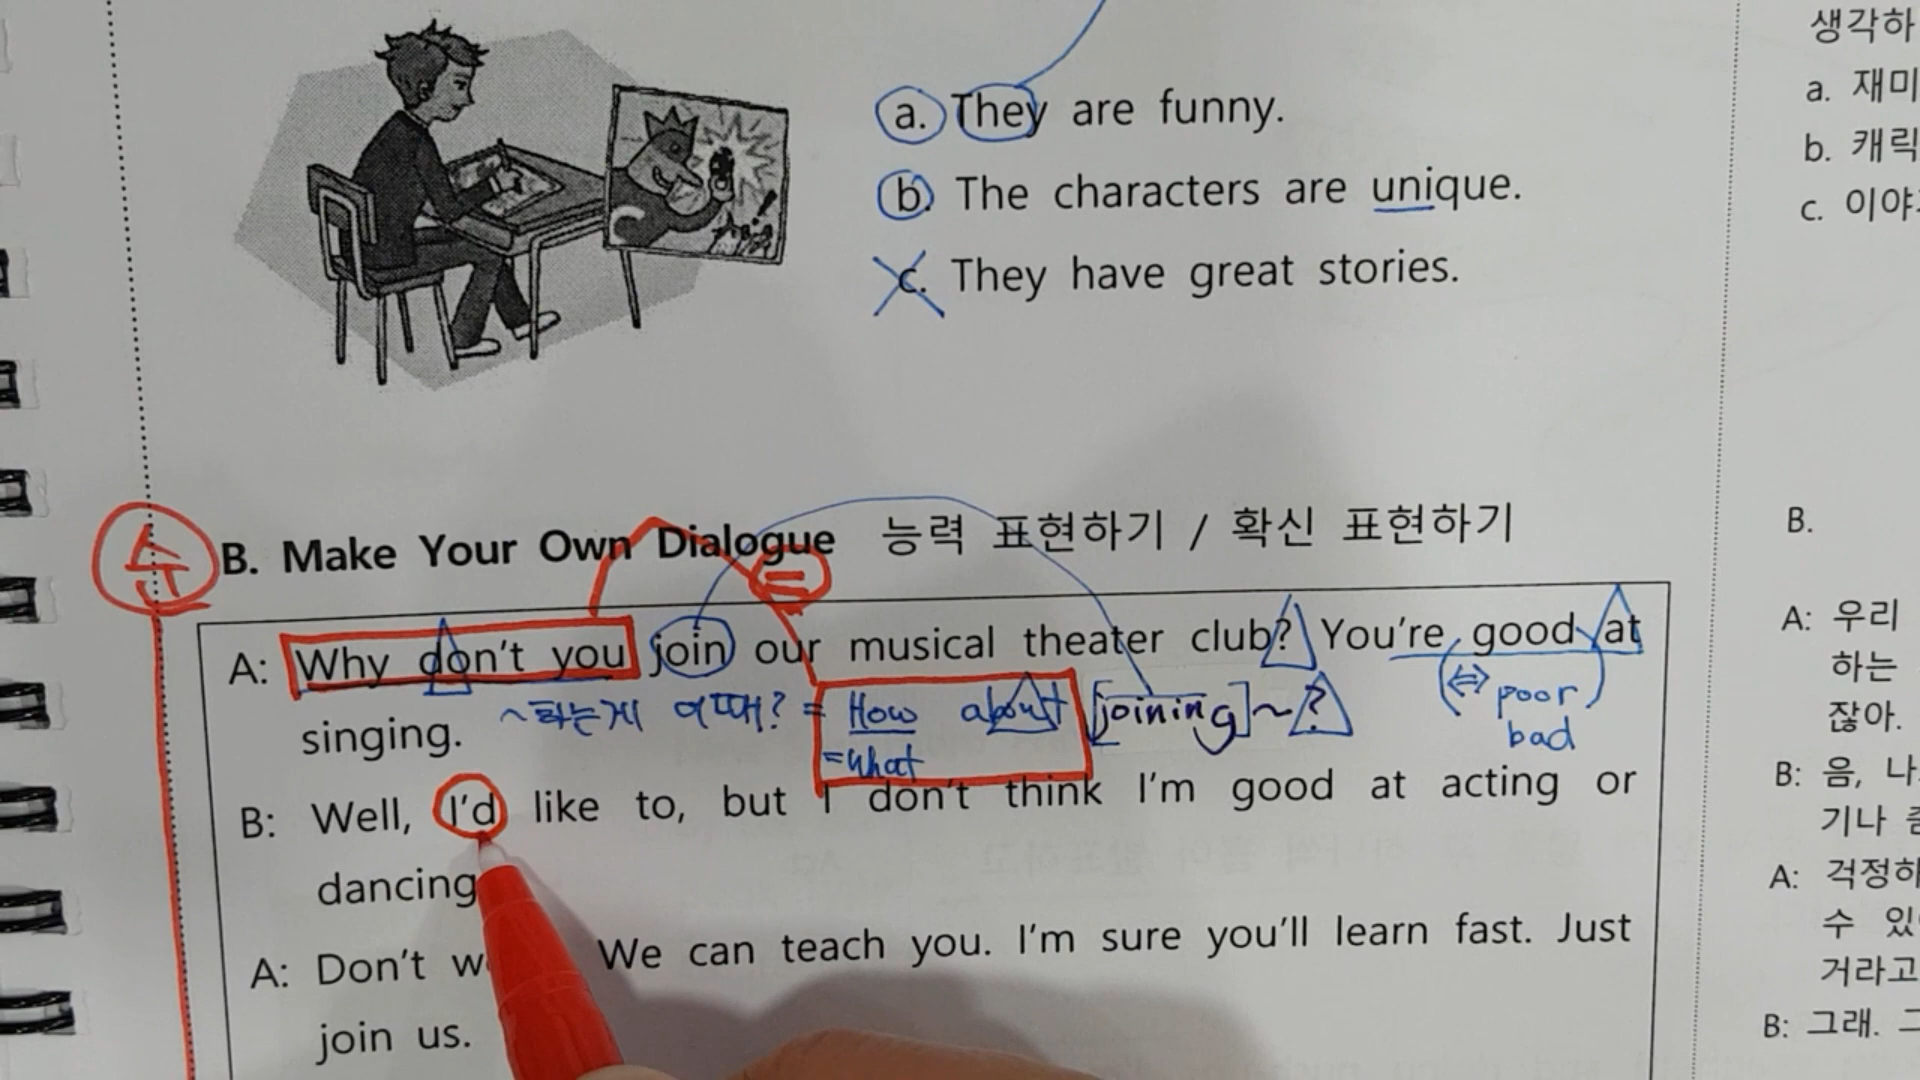 a. They are funny.
b. The characters are unique.
c. They have great stories.
생각하
a. 재미
b. 캐릭
c. 이야
B. Make Your Own Dialogue 능력 표현하기 / 확신 표현하기
A: Why don't you join our musical theater club? You're good at
~하는게 어때? = How about [joining]~?
=what
⇔ poor
bad
singing.
B: Well, I'd like to, but I don't think I'm good at acting or
dancing
A: Don't We can teach you. I'm sure you'll learn fast. Just
join us.
B.
A: 우리
하는
잖아.
B: 음, 나
기나
A: 걱정하
수 있
거라고
B: 그래.